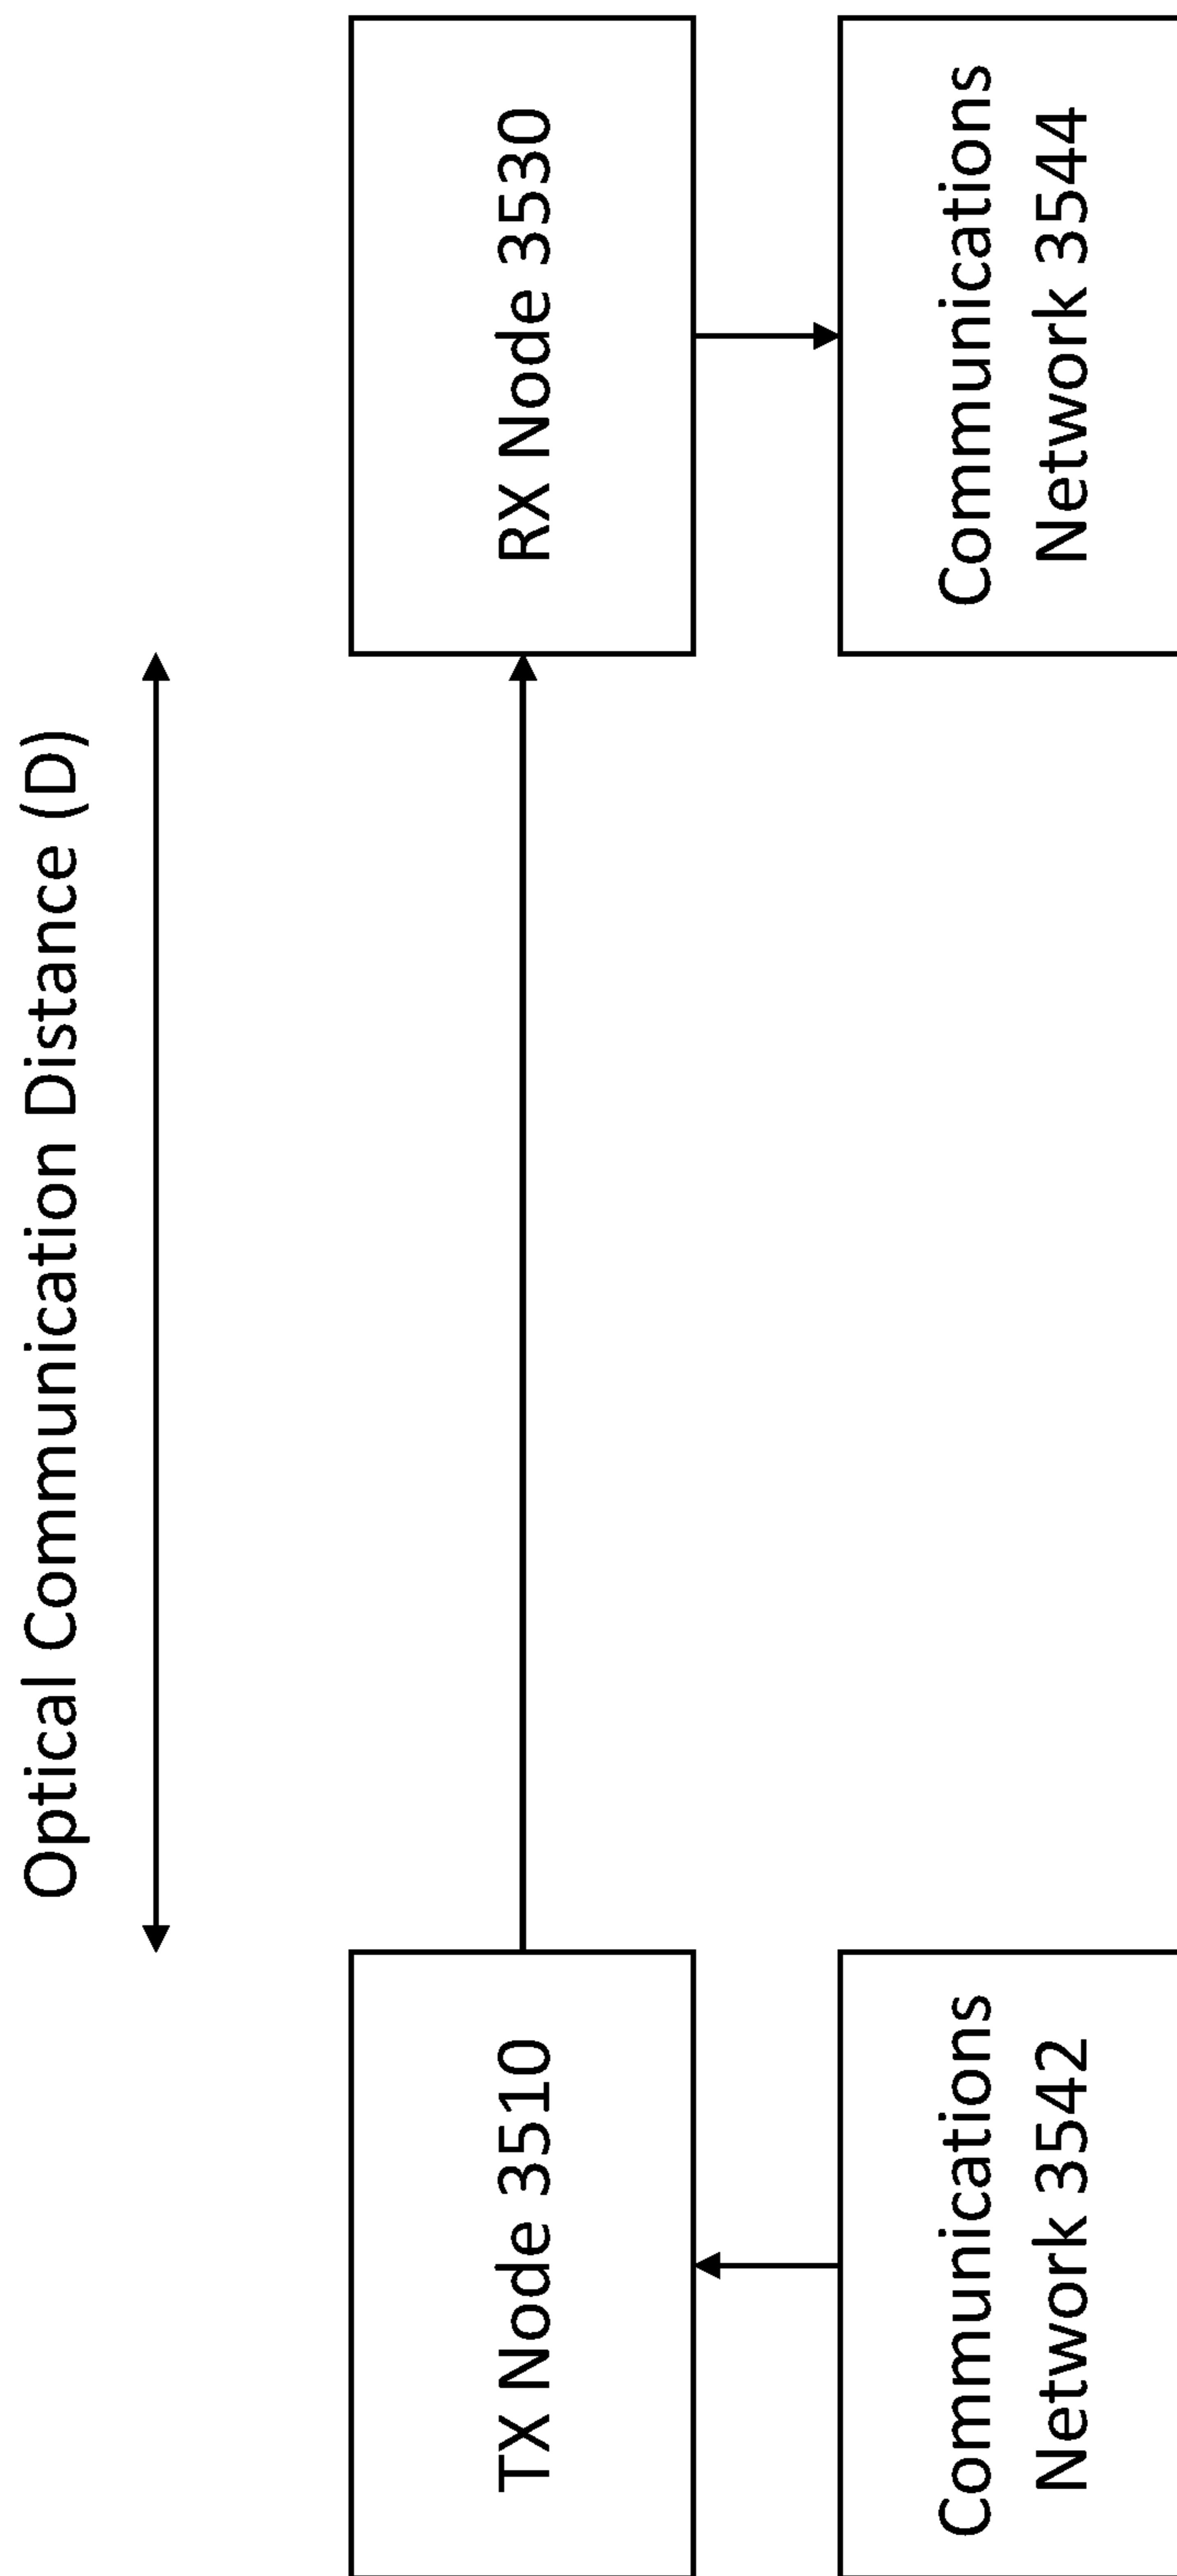 Optical Communication Distance (D)
TX Node 3510
RX Node 3530
Communications
Network 3542
Communications
Network 3544